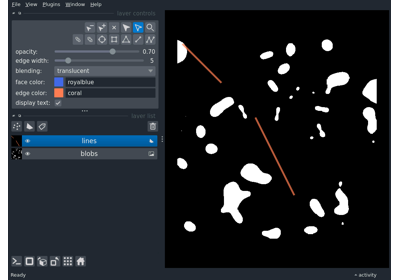 File View Plugins Window Help
layer controls
opacity: 0.70
edge width: 5
blending: translucent
face color: royalblue
edge color: coral
display text:
layer list
lines
blobs
Ready
activity